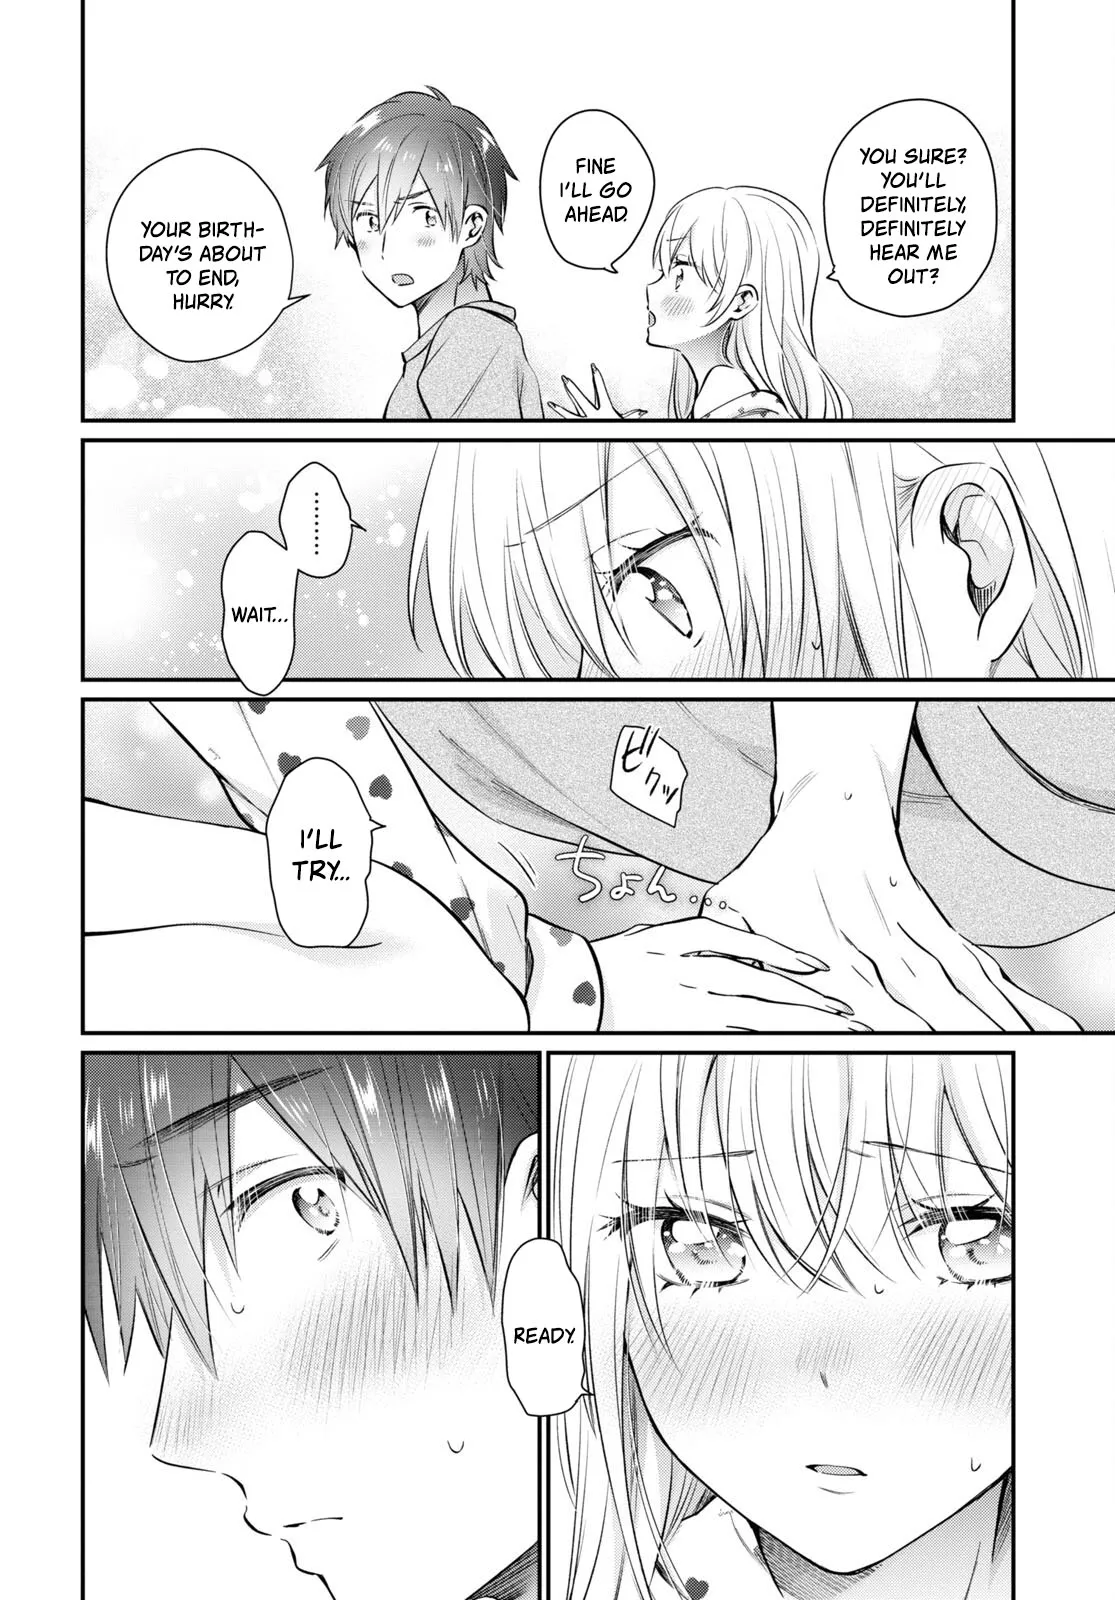 YOU SURE?
YOU'LL
DEFINITELY,
DEFINITELY
HEAR ME
OUT?
FINE
I'LL GO
AHEAD.
YOUR BIRTH-
DAY'S ABOUT
TO END,
HURRY.
.........
WAIT...
ビクッ
ちょん...
I'LL
TRY...
READY.